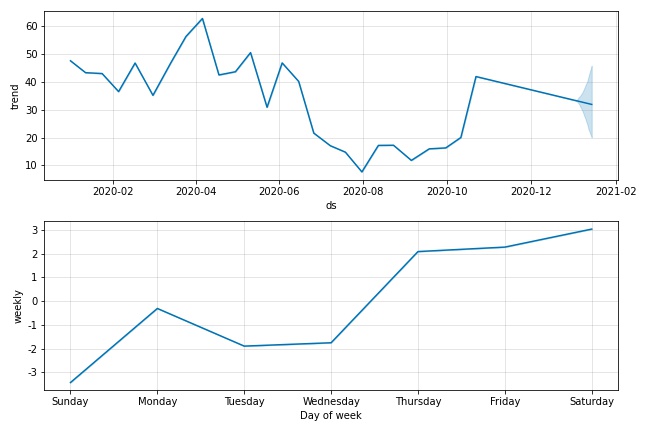 60
50
40
30
20
10
trend
2020-02 2020-04 2020-06 2020-08 2020-10 2020-12 2021-02
ds
3
2
1
0
-1
-2
-3
weekly
Sunday Monday Tuesday Wednesday Thursday Friday Saturday
Day of week